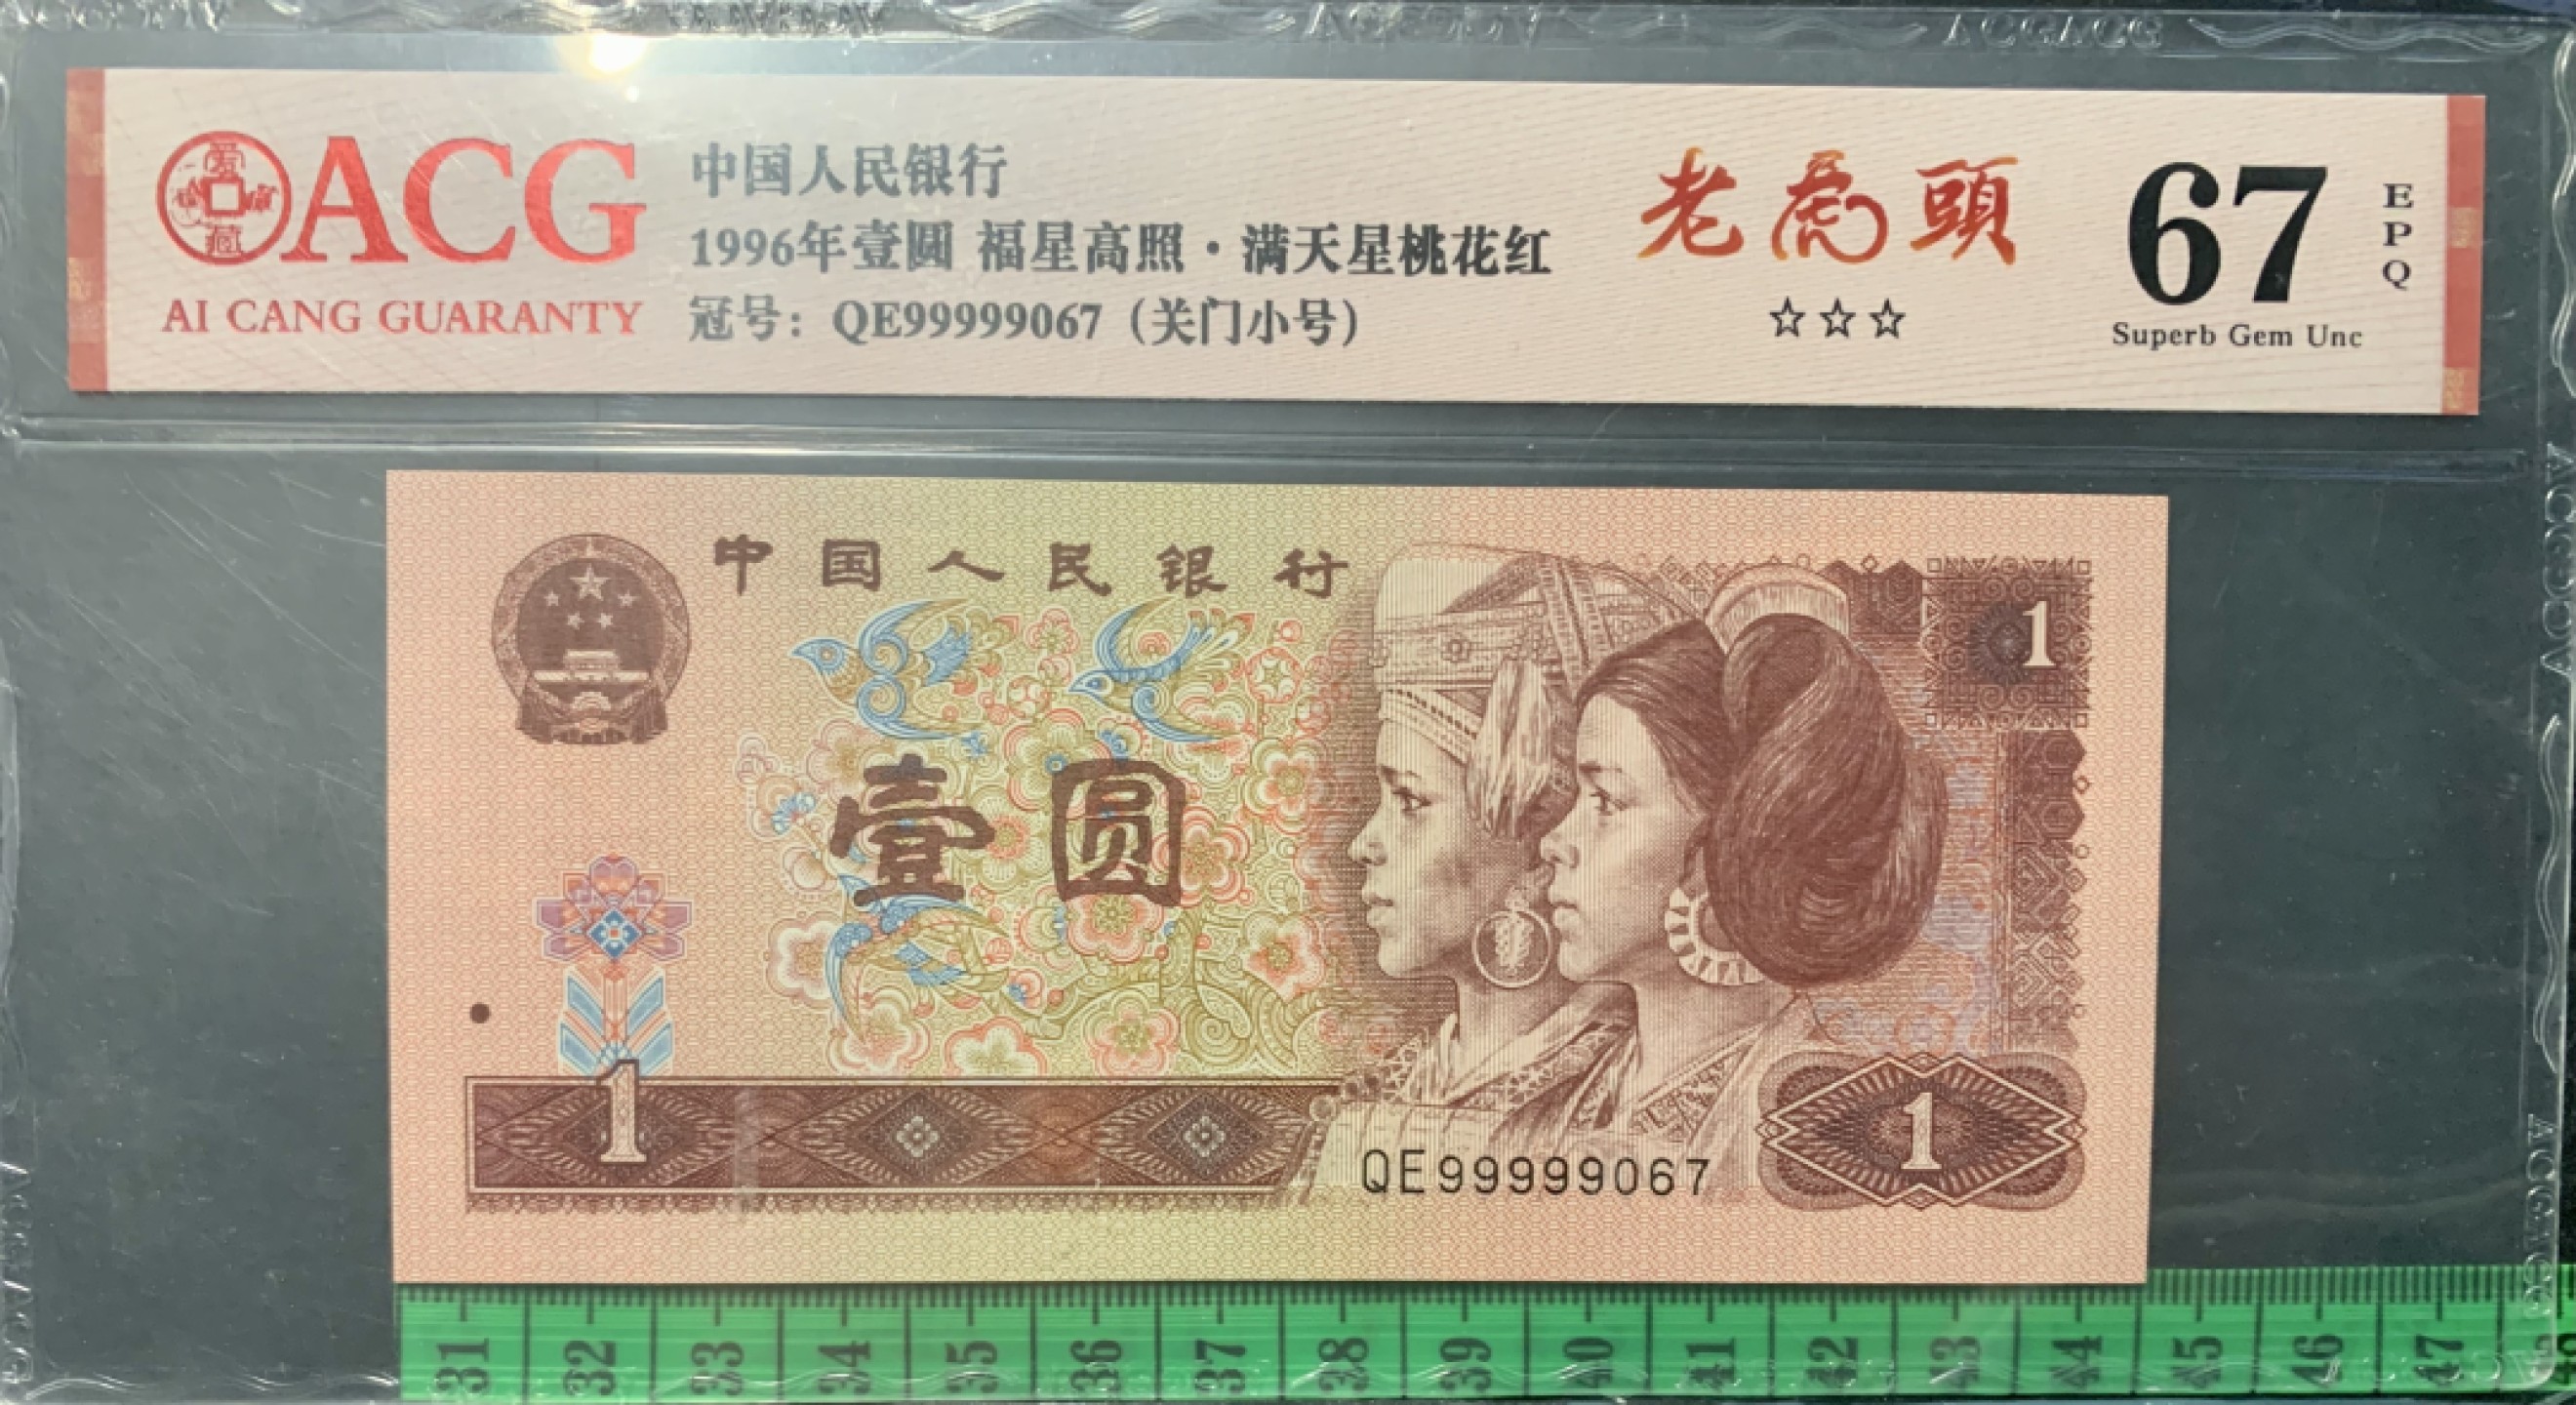 ACG
AI CANG GUARANTY
爱藏
中国人民银行
1996年壹圆 福星高照·满天星桃花红
冠号：QE99999067（关门小号）
老虎頭
☆☆☆
67
EPQ
Superb Gem Unc
中国人民银行
1
壹圆
1
1
QE99999067
31 32 33 34 35 36 37 38 39 40 41 42 43 44 45 46 47